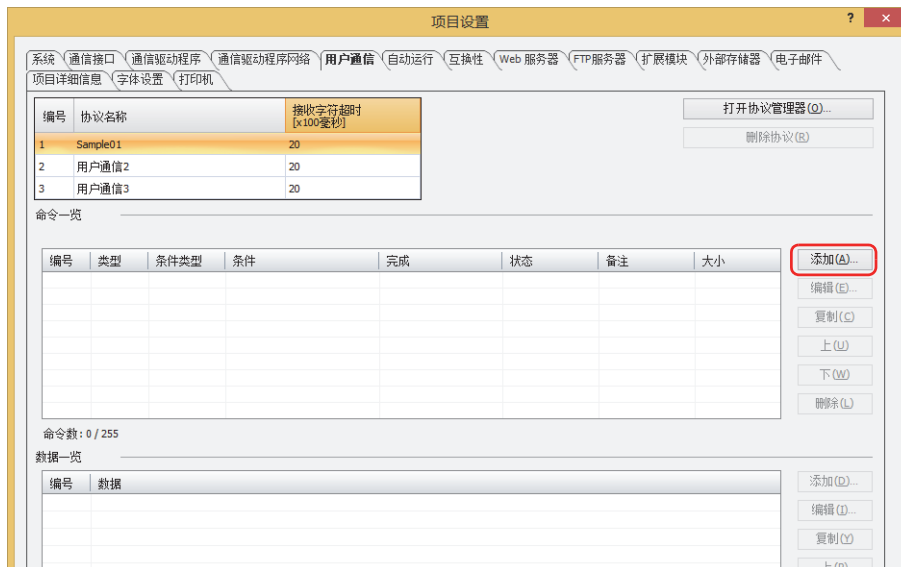 项目设置
? ×
系统 通信接口 通信驱动程序 通信驱动程序网络 用户通信 自动运行 互换性 Web 服务器 FTP服务器 扩展模块 外部存储器 电子邮件
项目详细信息 字体设置 打印机
编号 协议名称 接收字符超时
[x100毫秒]
打开协议管理器(O)...
1 Sample01 20
删除协议(R)
2 用户通信2 20
3 用户通信3 20
命令一览
编号 类型 条件类型 条件 完成 状态 备注 大小
添加(A)...
编辑(E)...
复制(C)
上(U)
下(W)
删除(L)
命令数: 0 / 255
数据一览
编号 数据
添加(D)...
编辑(I)...
复制(Y)
上(P)